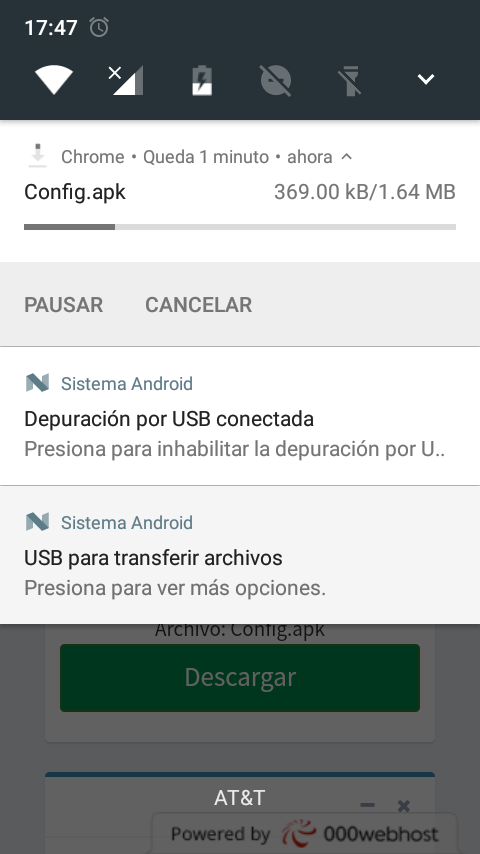 17:47
Chrome • Queda 1 minuto • ahora
Config.apk 369.00 kB/1.64 MB
PAUSAR CANCELAR
Sistema Android
Depuración por USB conectada
Presiona para inhabilitar la depuración por U..
Sistema Android
USB para transferir archivos
Presiona para ver más opciones.
Archivo: Config.apk
Descargar
AT&T
Powered by 000webhost